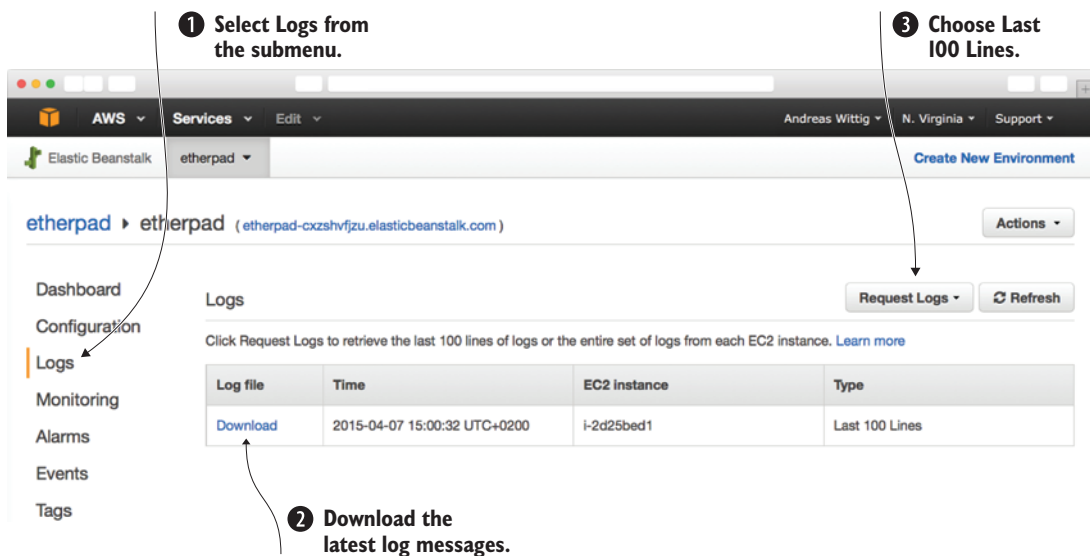 1 Select Logs from
the submenu.
3 Choose Last
100 Lines.
AWS Services Edit Andreas Wittig N. Virginia Support
Elastic Beanstalk etherpad Create New Environment
etherpad etherpad ( etherpad-cxzshvfjzu.elasticbeanstalk.com ) Actions
Dashboard
Configuration
Logs
Monitoring
Alarms
Events
Tags
Logs Request Logs Refresh
Click Request Logs to retrieve the last 100 lines of logs or the entire set of logs from each EC2 instance. Learn more
Log file Time EC2 instance Type
Download 2015-04-07 15:00:32 UTC+0200 i-2d25bed1 Last 100 Lines
2 Download the
latest log messages.